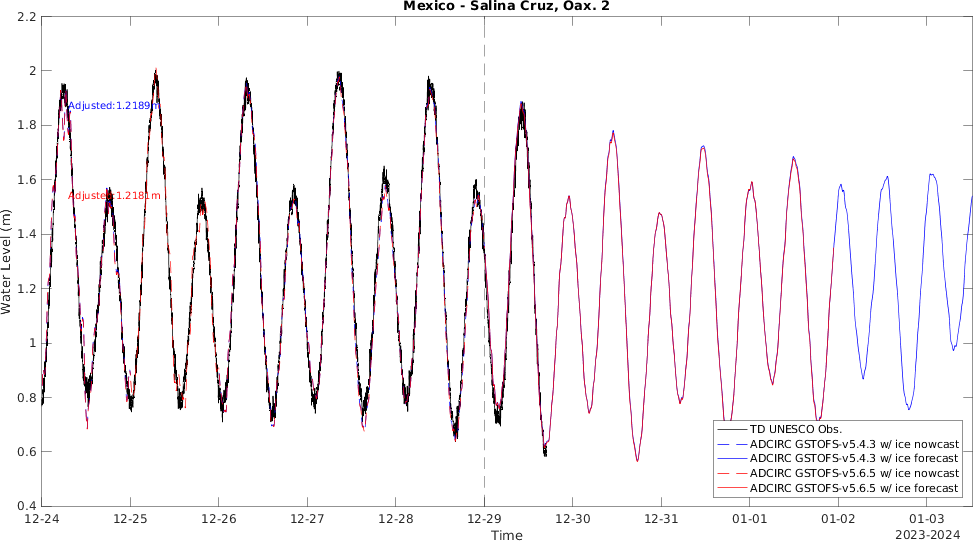 Mexico - Salina Cruz, Oax. 2
2.2
2
1.8
1.6
1.4
1.2
1
0.8
0.6
0.4
Water Level (m)
Adjusted:1.2189m
Adjusted:1.2181m
TD UNESCO Obs.
ADCIRC GSTOFS-v5.4.3 w/ ice nowcast
ADCIRC GSTOFS-v5.4.3 w/ ice forecast
ADCIRC GSTOFS-v5.6.5 w/ ice nowcast
ADCIRC GSTOFS-v5.6.5 w/ ice forecast
12-24 12-25 12-26 12-27 12-28 12-29 12-30 12-31 01-01 01-02 01-03
Time
2023-2024